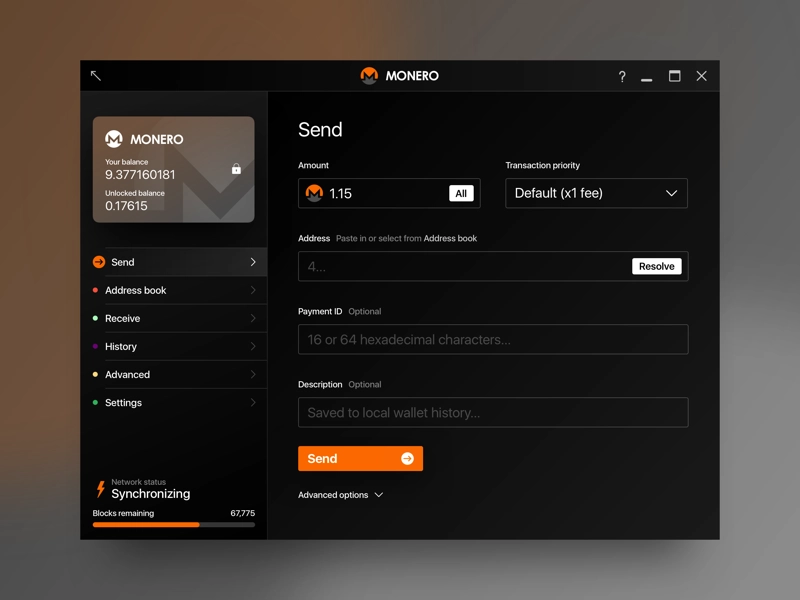 MONERO
?
MONERO
Your balance
9.377160181
Unlocked balance
0.17615
Send
Address book
Receive
History
Advanced
Settings
Network status
Synchronizing
Blocks remaining 67,775
Send
Amount
1.15 All
Transaction priority
Default (x1 fee)
Address Paste in or select from Address book
4... Resolve
Payment ID Optional
16 or 64 hexadecimal characters...
Description Optional
Saved to local wallet history...
Send
Advanced options